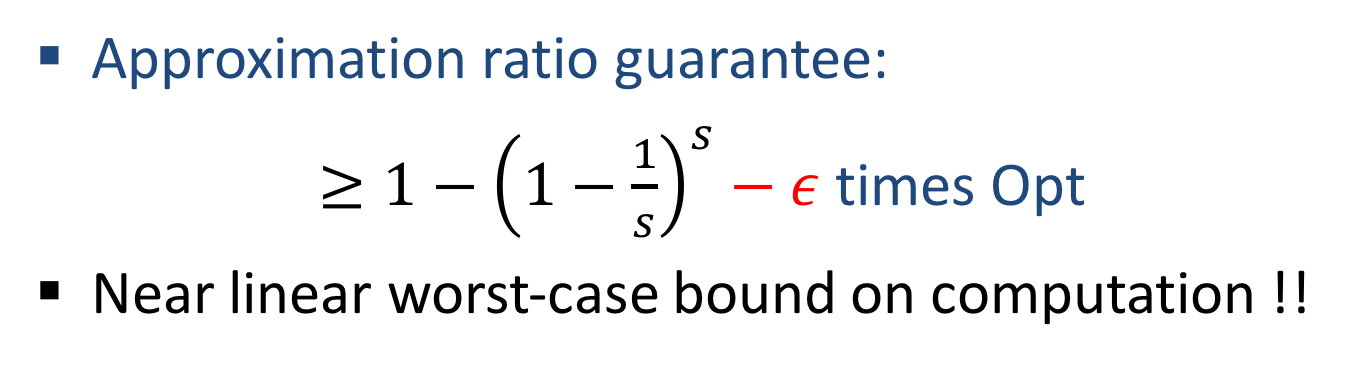 ▪ Approximation ratio guarantee:
≥ 1 − (1 − 1/s)^s − ϵ times Opt
▪ Near linear worst-case bound on computation !!